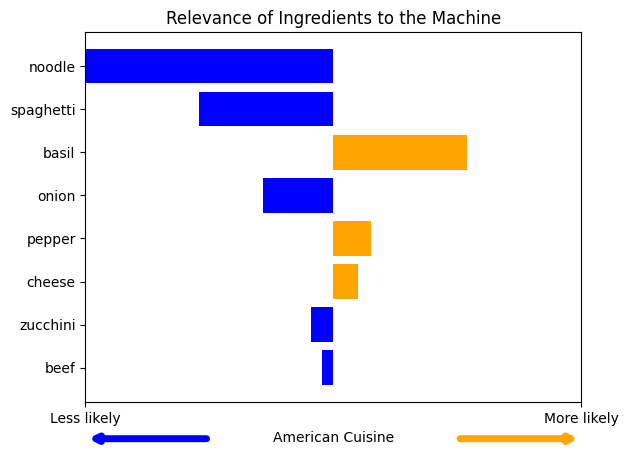 Relevance of Ingredients to the Machine
noodle
spaghetti
basil
onion
pepper
cheese
zucchini
beef
Less likely
More likely
American Cuisine